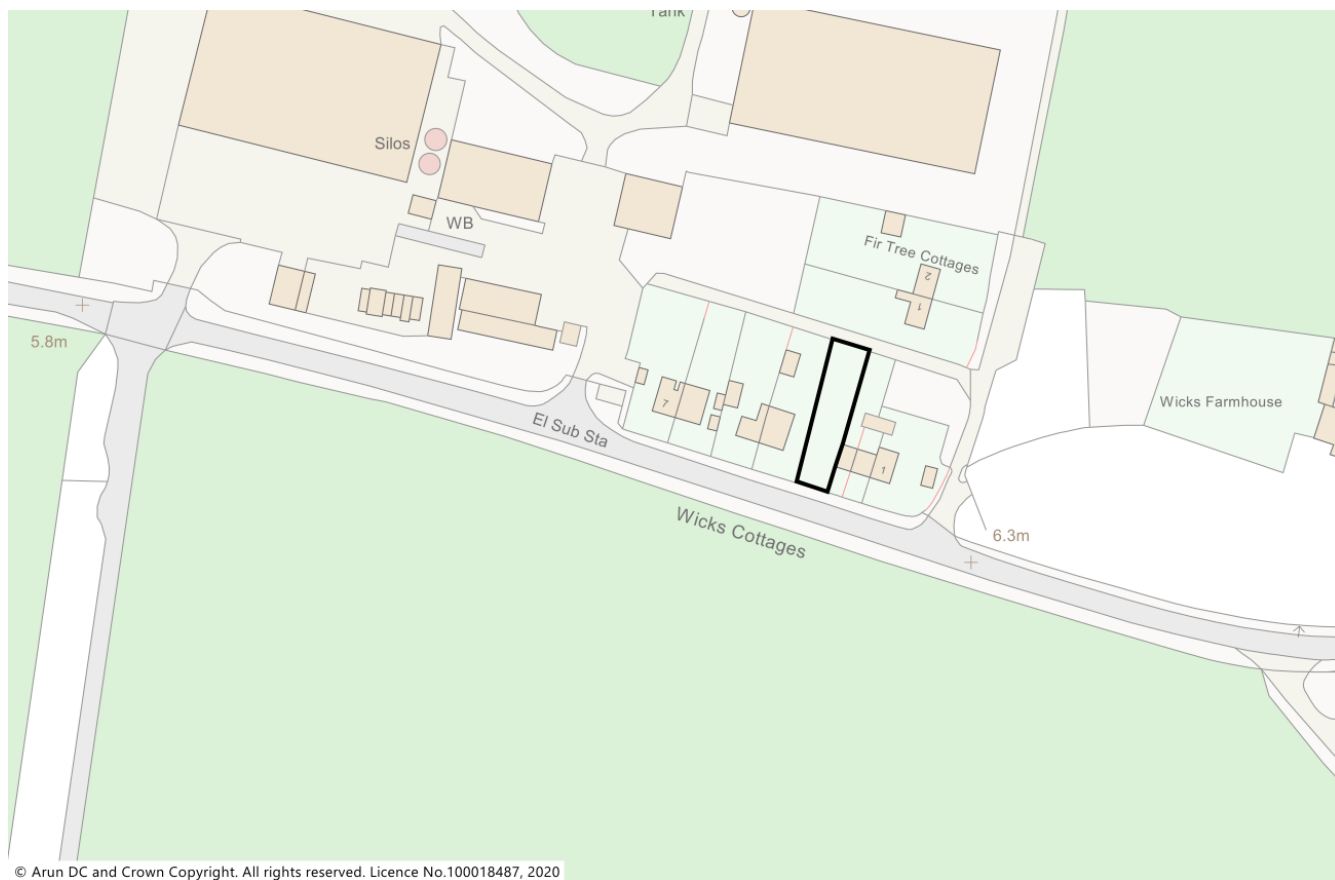 Tank
Silos
WB
Fir Tree Cottages
2
1
5.8m
7
Wicks Farmhouse
El Sub Sta
1
Wicks Cottages
6.3m
© Arun DC and Crown Copyright. All rights reserved. Licence No.100018487, 2020